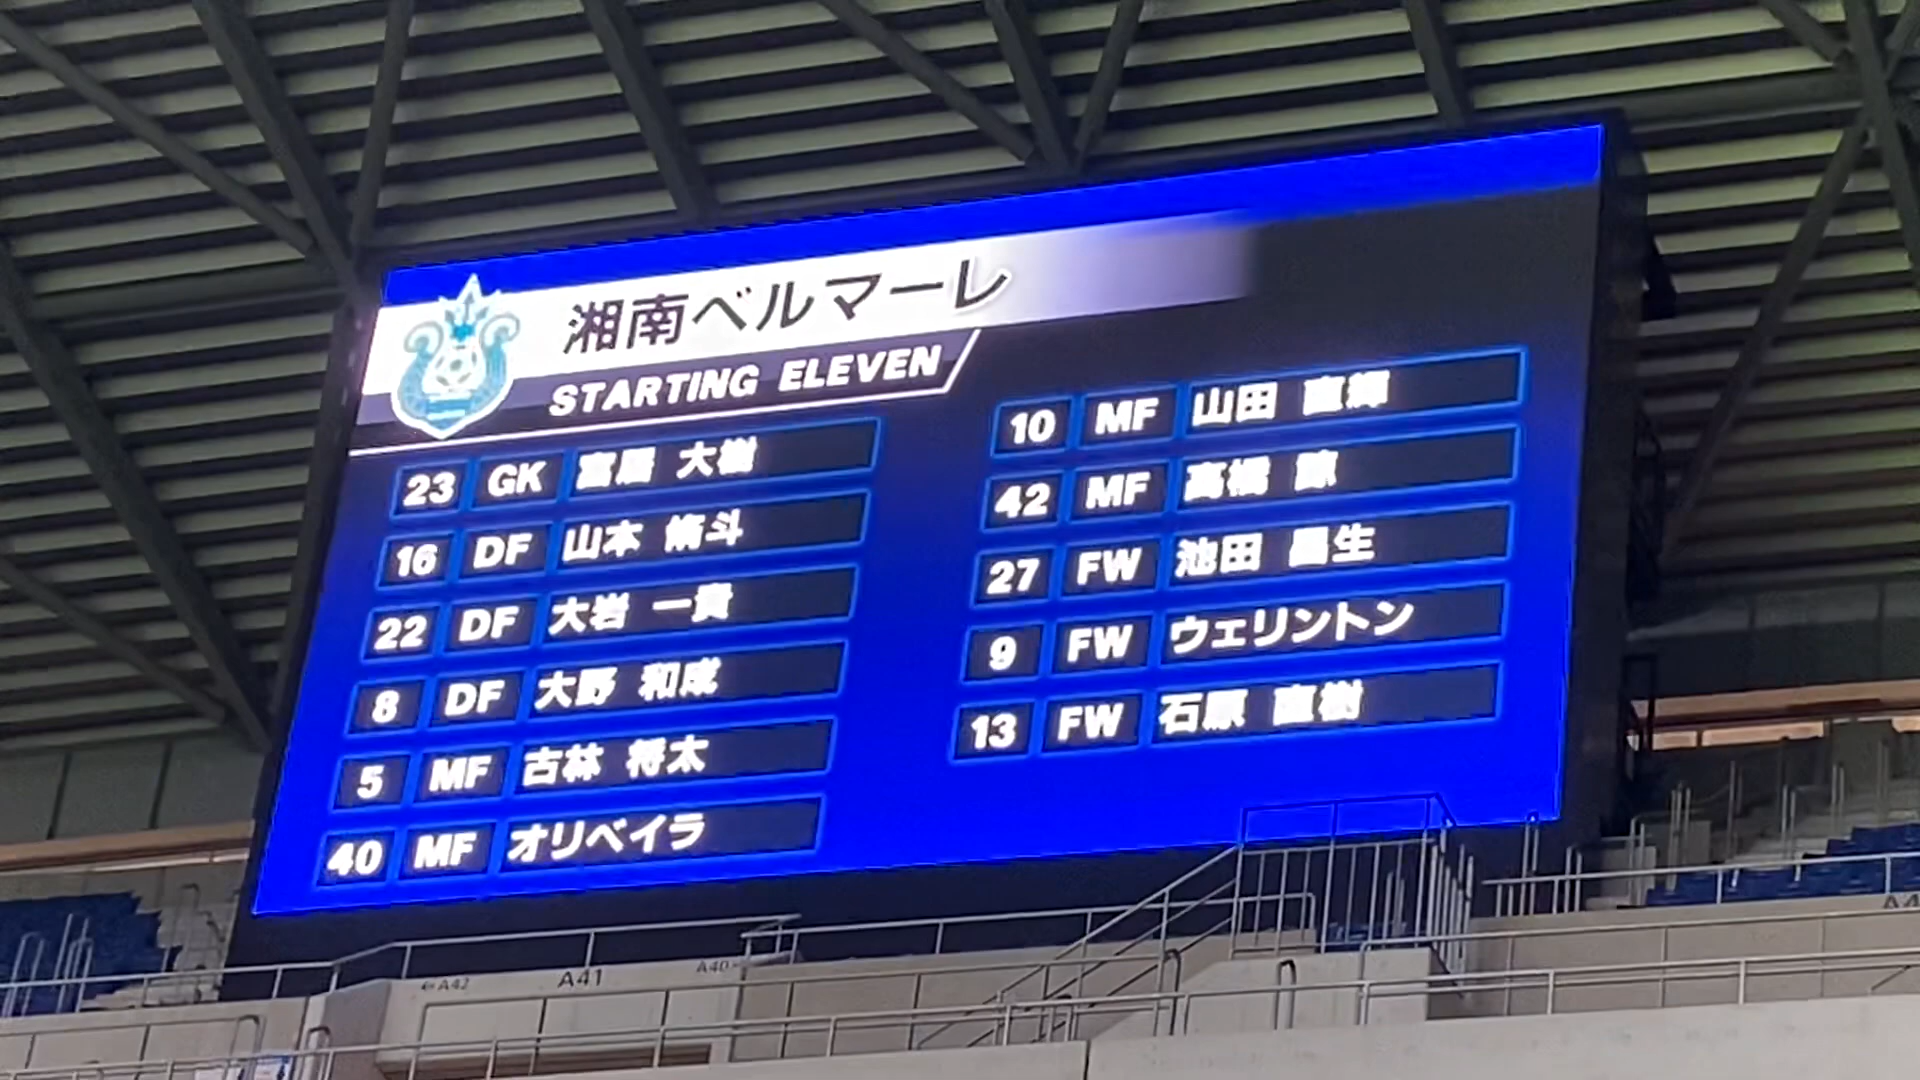 湘南ベルマーレ
STARTING ELEVEN
23 GK 富居 大樹
16 DF 山本 脩斗
22 DF 大岩 一貴
8 DF 大野 和成
5 MF 古林 将太
40 MF オリベイラ
10 MF 山田 直輝
42 MF 高橋 諒
27 FW 池田 昌生
9 FW ウェリントン
13 FW 石原 直樹
←A42
A41
A40